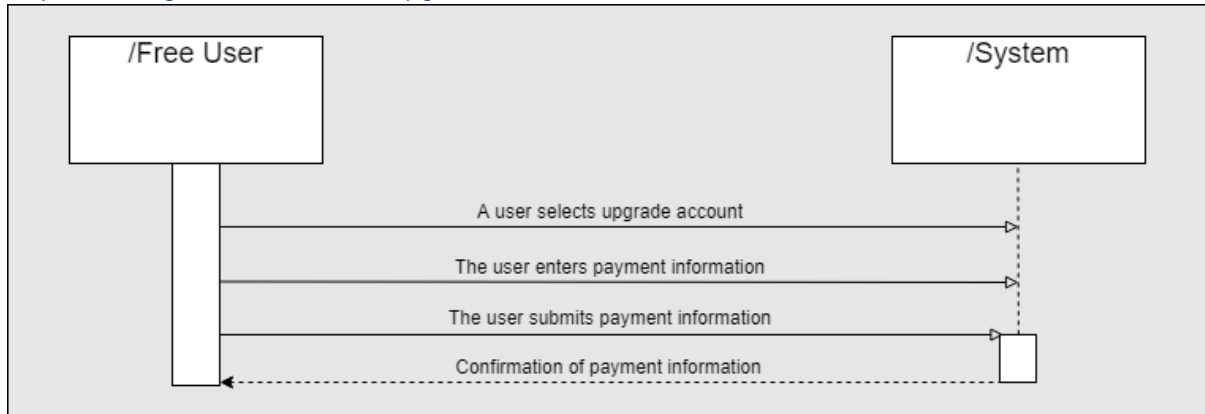 /Free User
/System
A user selects upgrade account
The user enters payment information
The user submits payment information
Confirmation of payment information